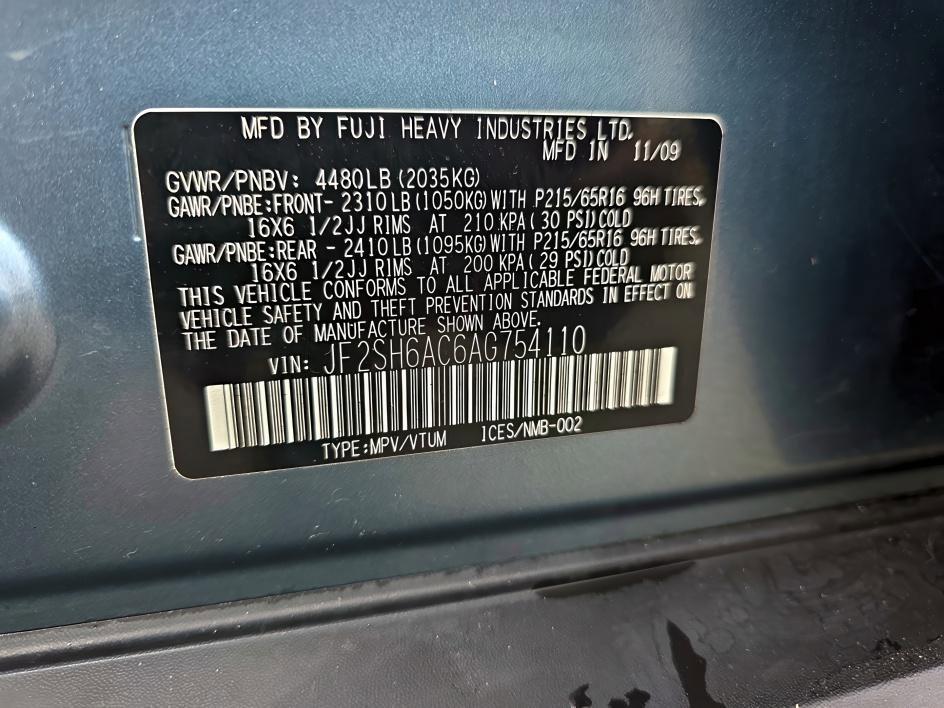 MFD BY FUJI HEAVY INDUSTRIES LTD.
MFD IN 11/09
GVWR/PNBV: 4480LB (2035KG)
GAWR/PNBE:FRONT- 2310LB (1050KG) WITH P215/65R16 96H TIRES,
16X6 1/2JJ RIMS AT 210 KPA (30 PSI) COLD
GAWR/PNBE:REAR - 2410LB (1095KG) WITH P215/65R16 96H TIRES,
16X6 1/2JJ RIMS AT 200 KPA (29 PSI) COLD
THIS VEHICLE CONFORMS TO ALL APPLICABLE FEDERAL MOTOR
VEHICLE SAFETY AND THEFT PREVENTION STANDARDS IN EFFECT ON
THE DATE OF MANUFACTURE SHOWN ABOVE.
VIN: JF2SH6AC6AG754110
TYPE:MPV/VTUM ICES/NMB-002